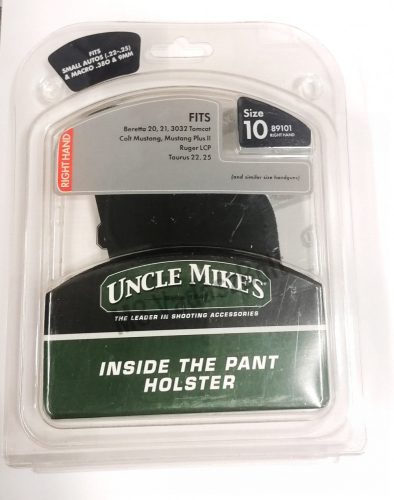 FITS
SMALL AUTOS (.22-.25)
& MACRO .380 & 9MM
FITS
Beretta 20, 21, 3032 Tomcat
Colt Mustang, Mustang Plus II
Ruger LCP
Taurus 22, 25
(and similar size handguns)
Size
10 89101
RIGHT HAND
RIGHT HAND
UNCLE MIKE'S
THE LEADER IN SHOOTING ACCESSORIES
INSIDE THE PANT
HOLSTER